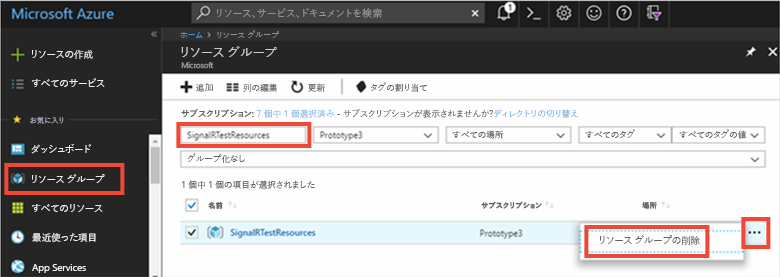 Microsoft Azure
リソース、サービス、ドキュメントを検索
1
リソースの作成
すべてのサービス
お気に入り
ダッシュボード
リソース グループ
すべてのリソース
最近使った項目
App Services
ホーム > リソース グループ
リソース グループ
Microsoft
追加 列の編集 更新 タグの割り当て
サブスクリプション: 7 個中 1 個選択済み - サブスクリプションが表示されませんか?ディレクトリの切り替え
SignalRTestResources Prototype3 すべての場所 すべてのタグ すべてのタグの値
グループ化なし
1 個中 1 個の項目が選択されました
名前 サブスクリプション 場所
SignalRTestResources Prototype3
リソース グループの削除